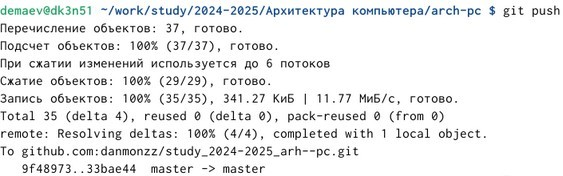 demaev@dk3n51 ~/work/study/2024-2025/Архитектура компьютера/arch-pc $ git push
Перечисление объектов: 37, готово.
Подсчет объектов: 100% (37/37), готово.
При сжатии изменений используется до 6 потоков
Сжатие объектов: 100% (29/29), готово.
Запись объектов: 100% (35/35), 341.27 КиБ | 11.77 МиБ/с, готово.
Total 35 (delta 4), reused 0 (delta 0), pack-reused 0 (from 0)
remote: Resolving deltas: 100% (4/4), completed with 1 local object.
To github.com:danmonzz/study_2024-2025_arh--pc.git
   9f48973..33bae44  master -> master